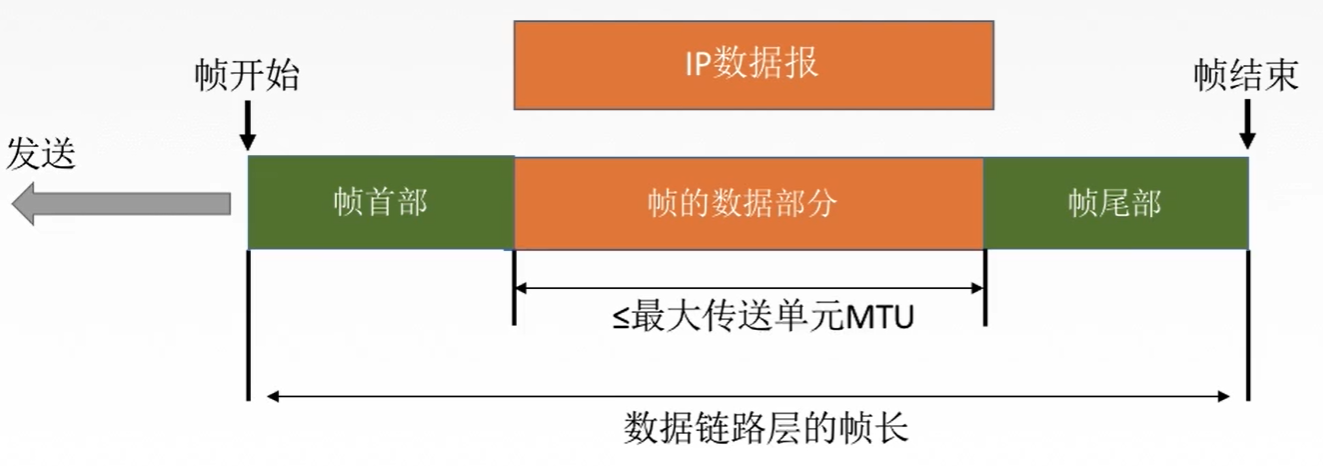 IP数据报
帧开始
帧结束
发送
帧首部
帧的数据部分
帧尾部
≤最大传送单元MTU
数据链路层的帧长